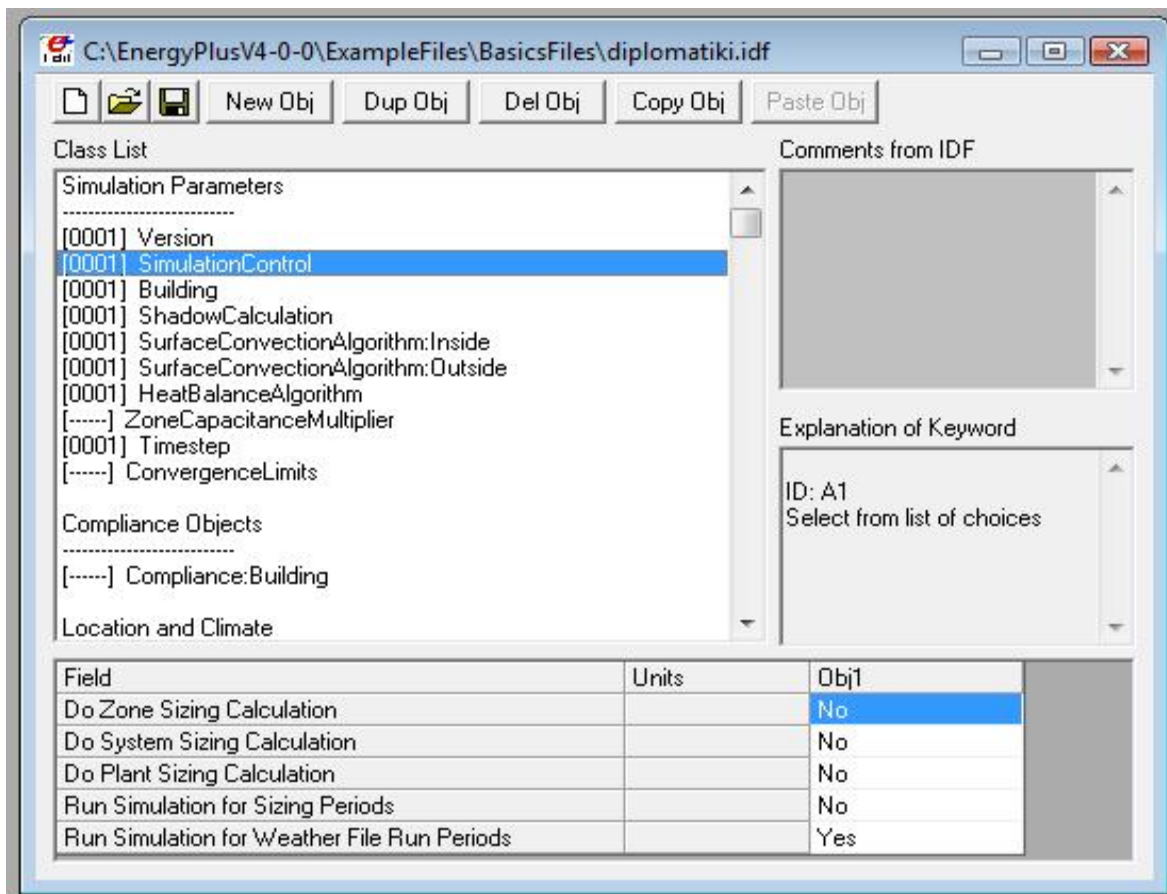 C:\EnergyPlusV4-0-0\ExampleFiles\BasicsFiles\diplomatiki.idf
New Obj Dup Obj Del Obj Copy Obj Paste Obj
Class List
Simulation Parameters
--------------------------
[0001] Version
[0001] SimulationControl
[0001] Building
[0001] ShadowCalculation
[0001] SurfaceConvectionAlgorithm:Inside
[0001] SurfaceConvectionAlgorithm:Outside
[0001] HeatBalanceAlgorithm
[------] ZoneCapacitanceMultiplier
[0001] Timestep
[------] ConvergenceLimits
Compliance Objects
--------------------------
[------] Compliance:Building
Location and Climate
Comments from IDF
Explanation of Keyword
ID: A1
Select from list of choices
Field Units Obj1
Do Zone Sizing Calculation No
Do System Sizing Calculation No
Do Plant Sizing Calculation No
Run Simulation for Sizing Periods No
Run Simulation for Weather File Run Periods Yes